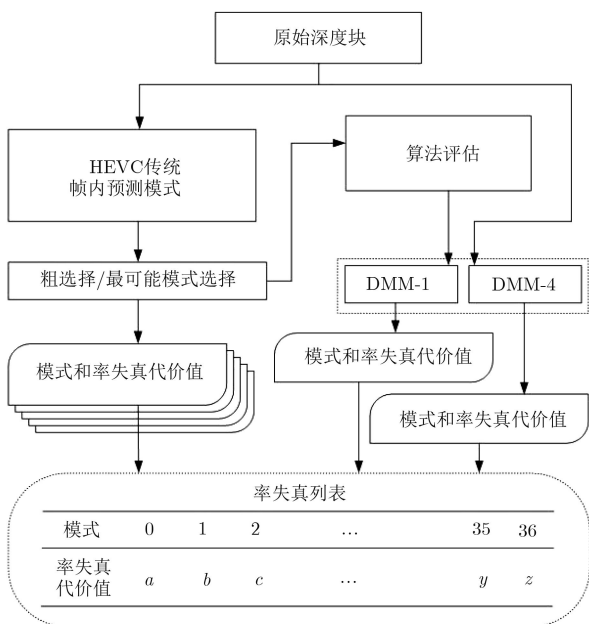 原始深度块
HEVC传统
帧内预测模式
算法评估
粗选择/最可能模式选择
DMM-1
DMM-4
模式和率失真代价值
模式和率失真代价值
模式和率失真代价值
率失真列表
模式 0 1 2 ... 35 36
率失真
代价值 a b c ... y z